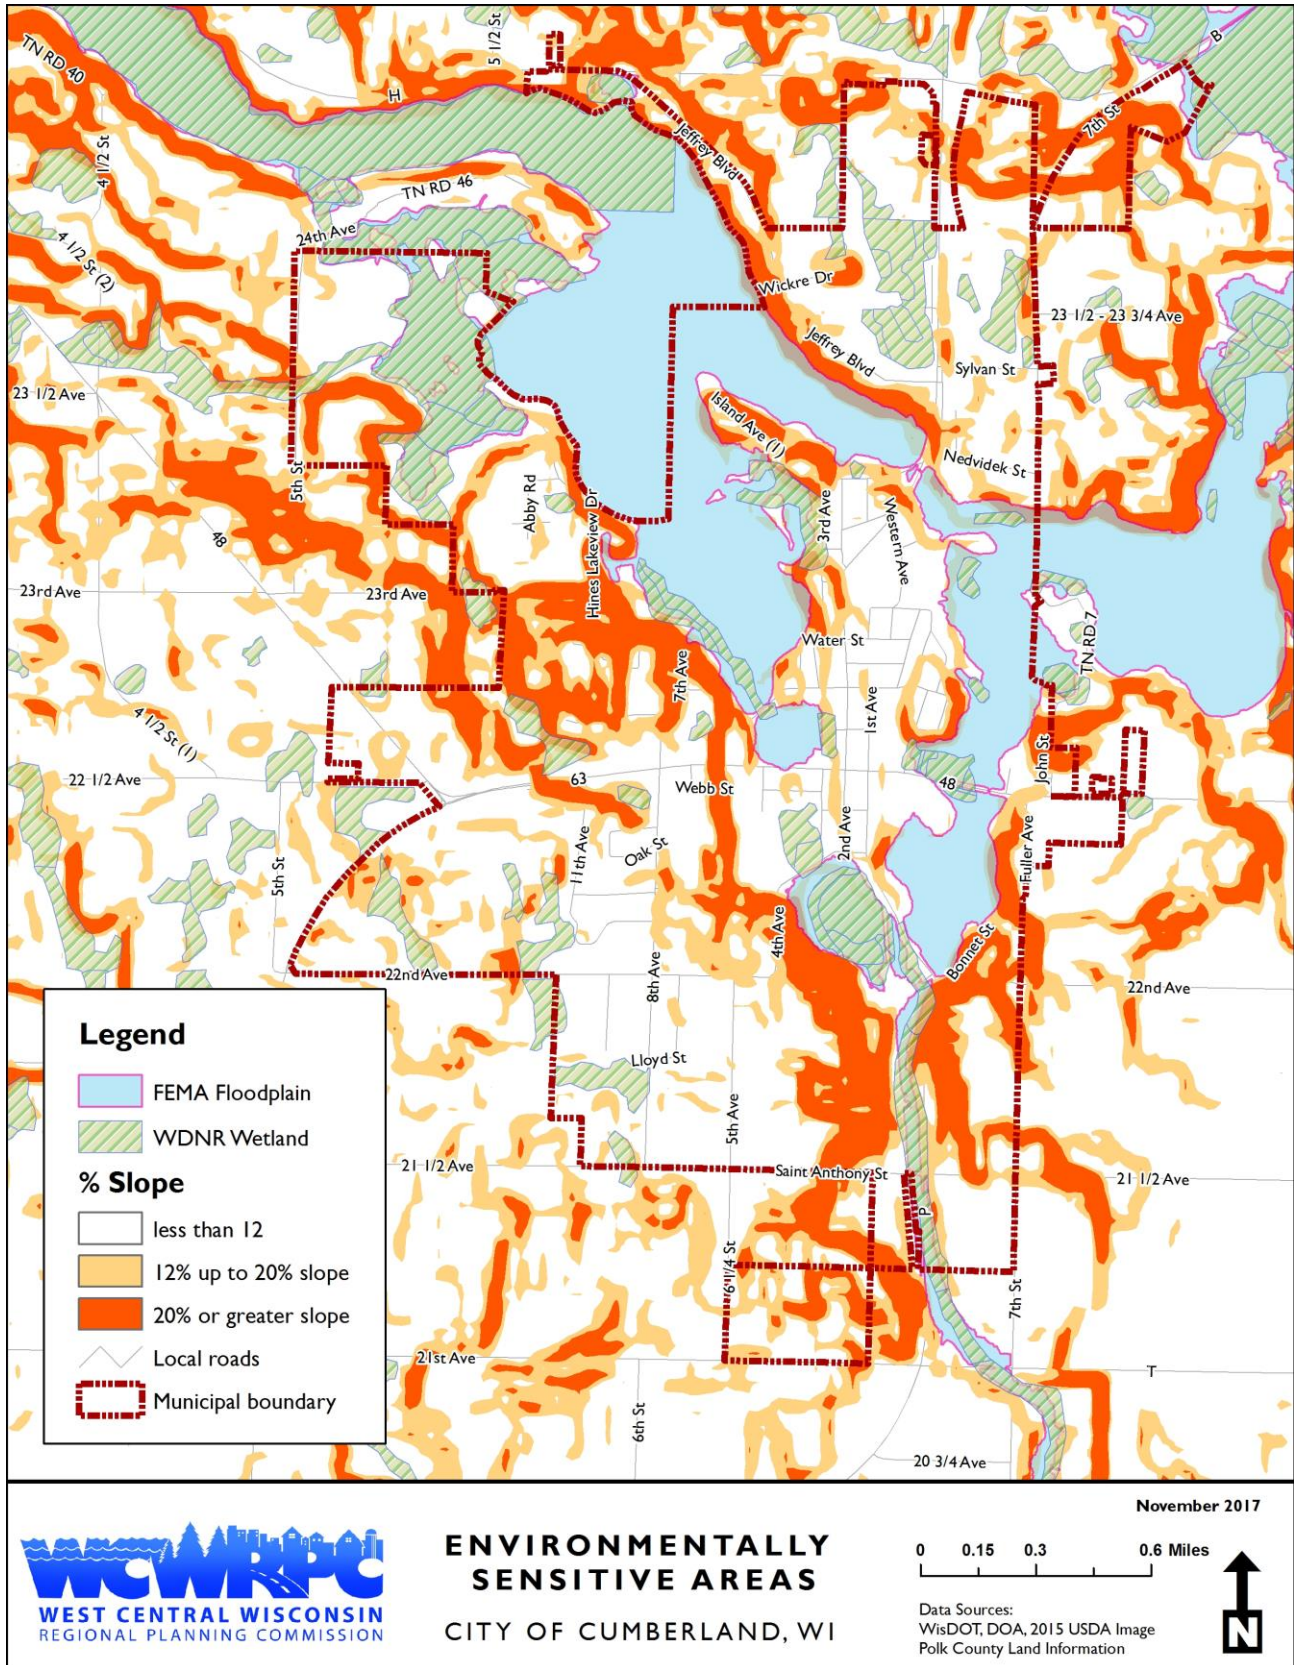 5 1/2 St
B
TN RD 40
H
7th St
4 1/2 St
Jeffrey Blvd
TN RD 46
24th Ave
4 1/2 St (2)
Wickre Dr
23 1/2 - 23 3/4 Ave
Jeffrey Blvd
Sylvan St
23 1/2 Ave
Island Ave (1)
Nedvidek St
5th St
Abby Rd
3rd Ave
Western Ave
48
Hines Lakeview Dr
23rd Ave
23rd Ave
Water St
TN RD 7
7th Ave
1st Ave
4 1/2 St (1)
John St
22 1/2 Ave
63
Webb St
48
2nd Ave
Fuller Ave
Oak St
11th Ave
5th St
4th Ave
Bonnet St
22nd Ave
8th Ave
22nd Ave
Lloyd St
5th Ave
21 1/2 Ave
Saint Anthony St
21 1/2 Ave
P
6 1/4 St
7th St
21st Ave
T
6th St
20 3/4 Ave
Legend
FEMA Floodplain
WDNR Wetland
% Slope
less than 12
12% up to 20% slope
20% or greater slope
Local roads
Municipal boundary
WCWRPC
WEST CENTRAL WISCONSIN
REGIONAL PLANNING COMMISSION
ENVIRONMENTALLY
SENSITIVE AREAS
CITY OF CUMBERLAND, WI
November 2017
0 0.15 0.3 0.6 Miles
Data Sources:
WisDOT, DOA, 2015 USDA Image
Polk County Land Information
N